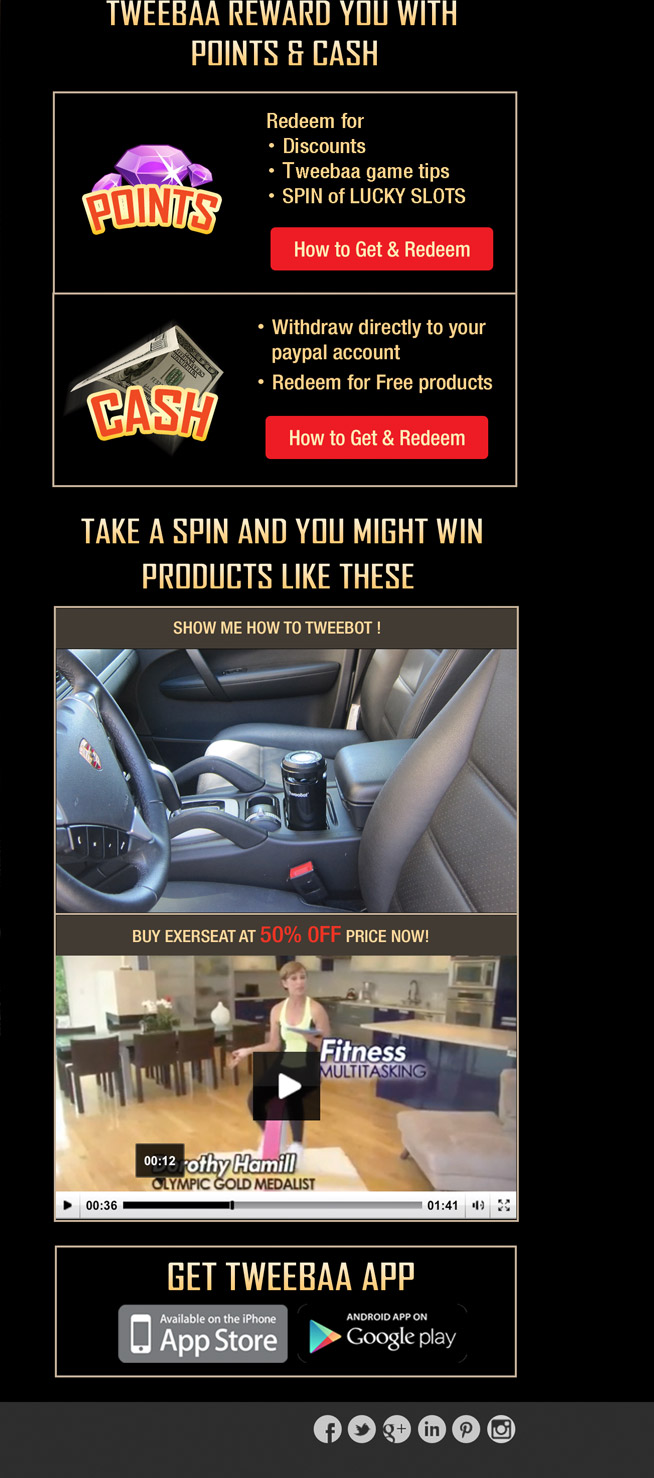 TWEEBAA REWARD YOU WITH
POINTS & CASH
POINTS
Redeem for
• Discounts
• Tweebaa game tips
• SPIN of LUCKY SLOTS
How to Get & Redeem
CASH
• Withdraw directly to your
paypal account
• Redeem for Free products
How to Get & Redeem
TAKE A SPIN AND YOU MIGHT WIN
PRODUCTS LIKE THESE
SHOW ME HOW TO TWEEBOT !
BUY EXERSEAT AT 50% OFF PRICE NOW!
Fitness
MULTITASKING
00:12
Dorothy Hamill
OLYMPIC GOLD MEDALIST
00:36
01:41
GET TWEEBAA APP
Available on the iPhone
App Store
ANDROID APP ON
Google play